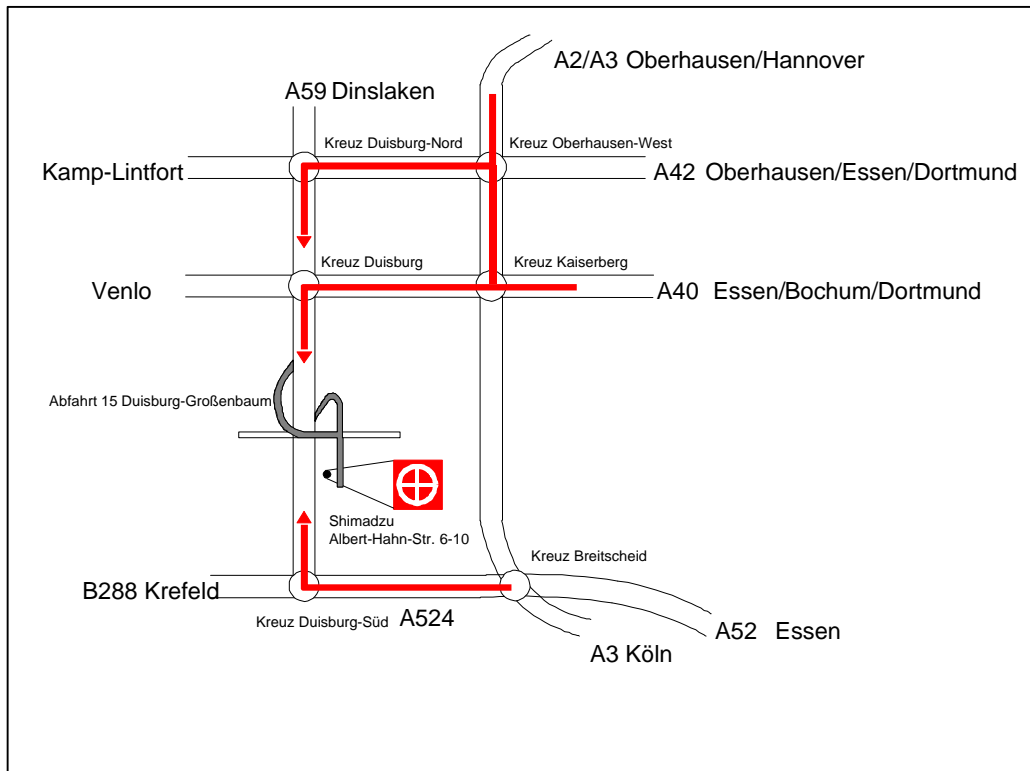 A2/A3 Oberhausen/Hannover
A59 Dinslaken
Kreuz Duisburg-Nord
Kreuz Oberhausen-West
Kamp-Lintfort
A42 Oberhausen/Essen/Dortmund
Kreuz Duisburg
Kreuz Kaiserberg
Venlo
A40 Essen/Bochum/Dortmund
Abfahrt 15 Duisburg-Großenbaum
Shimadzu
Albert-Hahn-Str. 6-10
Kreuz Breitscheid
B288 Krefeld
Kreuz Duisburg-Süd
A524
A52 Essen
A3 Köln